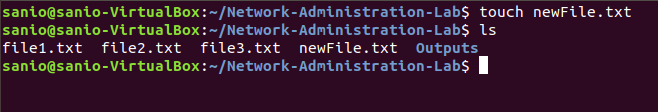 sanio@sanio-VirtualBox:~/Network-Administration-Lab$ touch newFile.txt
sanio@sanio-VirtualBox:~/Network-Administration-Lab$ ls
file1.txt  file2.txt  file3.txt  newFile.txt  Outputs
sanio@sanio-VirtualBox:~/Network-Administration-Lab$